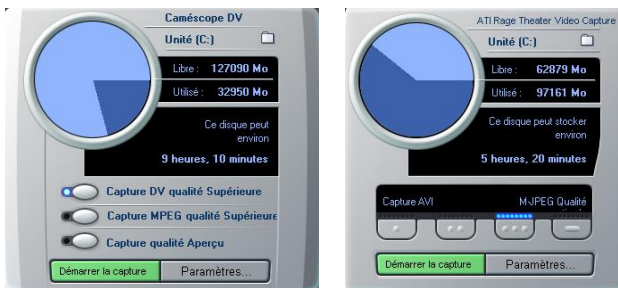 Caméscope DV
Unité (C:)
Libre : 127090 Mo
Utilisé : 32950 Mo
Ce disque peut
environ
9 heures, 10 minutes
Capture DV qualité Supérieure
Capture MPEG qualité Supérieure
Capture qualité Aperçu
Démarrer la capture
Paramètres...
ATI Rage Theater Video Capture
Unité (C:)
Libre : 62879 Mo
Utilisé : 97161 Mo
Ce disque peut stocker
environ
5 heures, 20 minutes
Capture AVI
M-JPEG Qualité
Démarrer la capture
Paramètres...